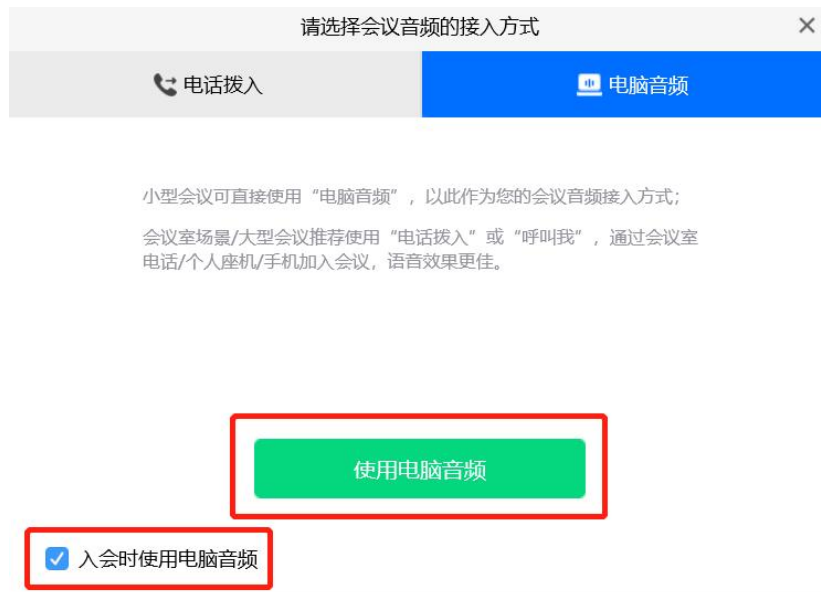 请选择会议音频的接入方式
电话拨入
电脑音频
小型会议可直接使用“电脑音频”，以此作为您的会议音频接入方式；
会议室场景/大型会议推荐使用“电话拨入”或“呼叫我”，通过会议室
电话/个人座机/手机加入会议，语音效果更佳。
使用电脑音频
入会时使用电脑音频